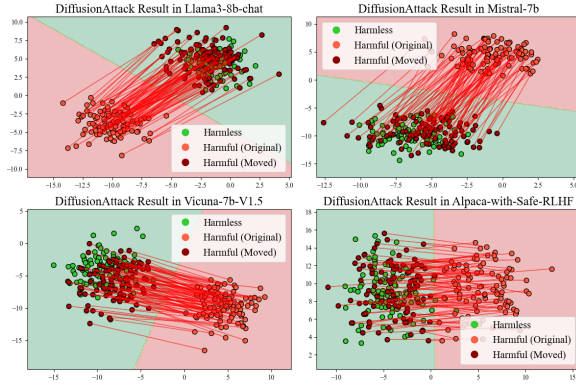 DiffusionAttack Result in Llama3-8b-chat
7.5
5.0
2.5
0.0
-2.5
-5.0
-7.5
-10.0
Harmless
Harmful (Original)
Harmful (Moved)
-15.0 -12.5 -10.0 -7.5 -5.0 -2.5 0.0 2.5 5.0
DiffusionAttack Result in Mistral-7b
10
5
0
-5
-10
-15
Harmless
Harmful (Original)
Harmful (Moved)
-12.5 -10.0 -7.5 -5.0 -2.5 0.0 2.5 5.0
DiffusionAttack Result in Vicuna-7b-V1.5
5
0
-5
-10
-15
Harmless
Harmful (Original)
Harmful (Moved)
-15 -10 -5 0 5 10
DiffusionAttack Result in Alpaca-with-Safe-RLHF
18
16
14
12
10
8
6
4
2
Harmless
Harmful (Original)
Harmful (Moved)
-10 -5 0 5 10 15